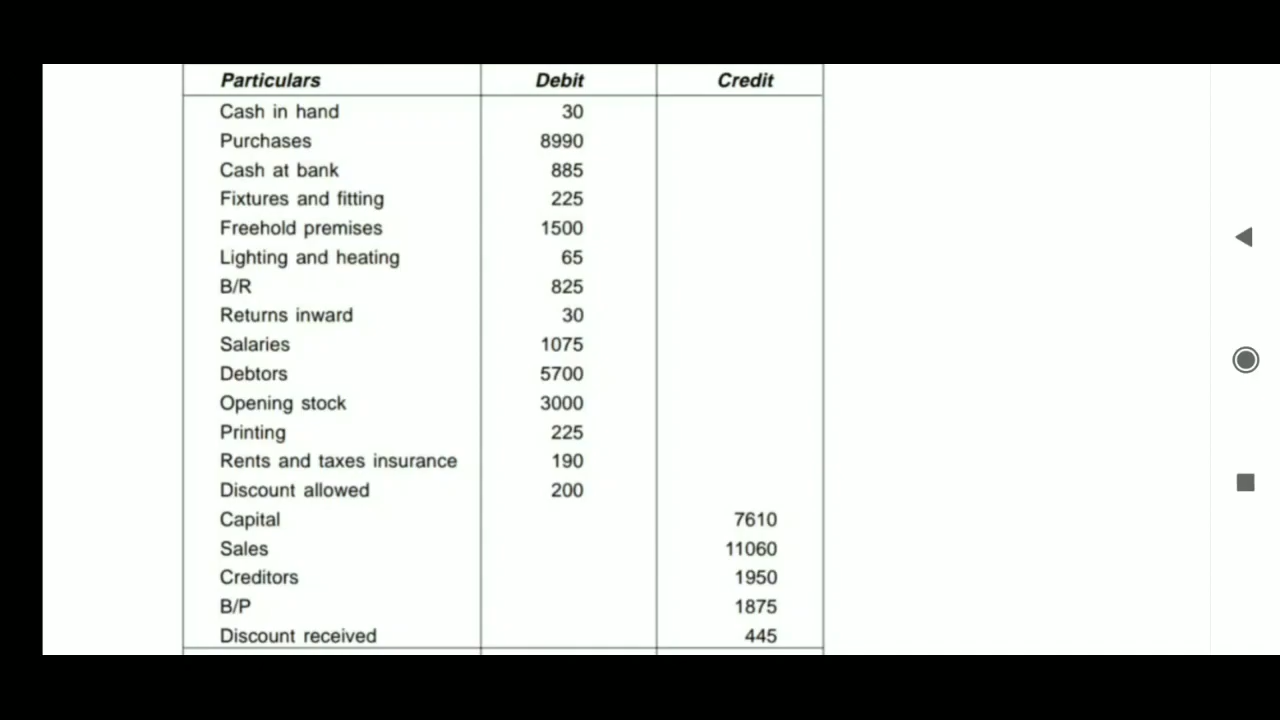 Particulars Debit Credit
Cash in hand 30
Purchases 8990
Cash at bank 885
Fixtures and fitting 225
Freehold premises 1500
Lighting and heating 65
B/R 825
Returns inward 30
Salaries 1075
Debtors 5700
Opening stock 3000
Printing 225
Rents and taxes insurance 190
Discount allowed 200
Capital 7610
Sales 11060
Creditors 1950
B/P 1875
Discount received 445